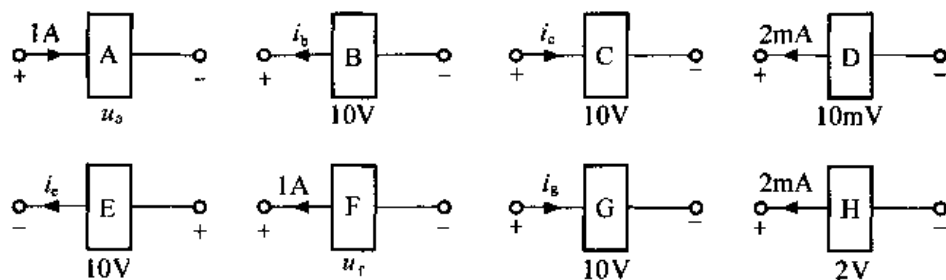 1A A
+ -
u_a
i_b B
+ -
10V
i_c C
+ -
10V
2mA D
+ -
10mV
i_e E
- +
10V
1A F
+ -
u_f
i_g G
+ -
10V
2mA H
+ -
2V